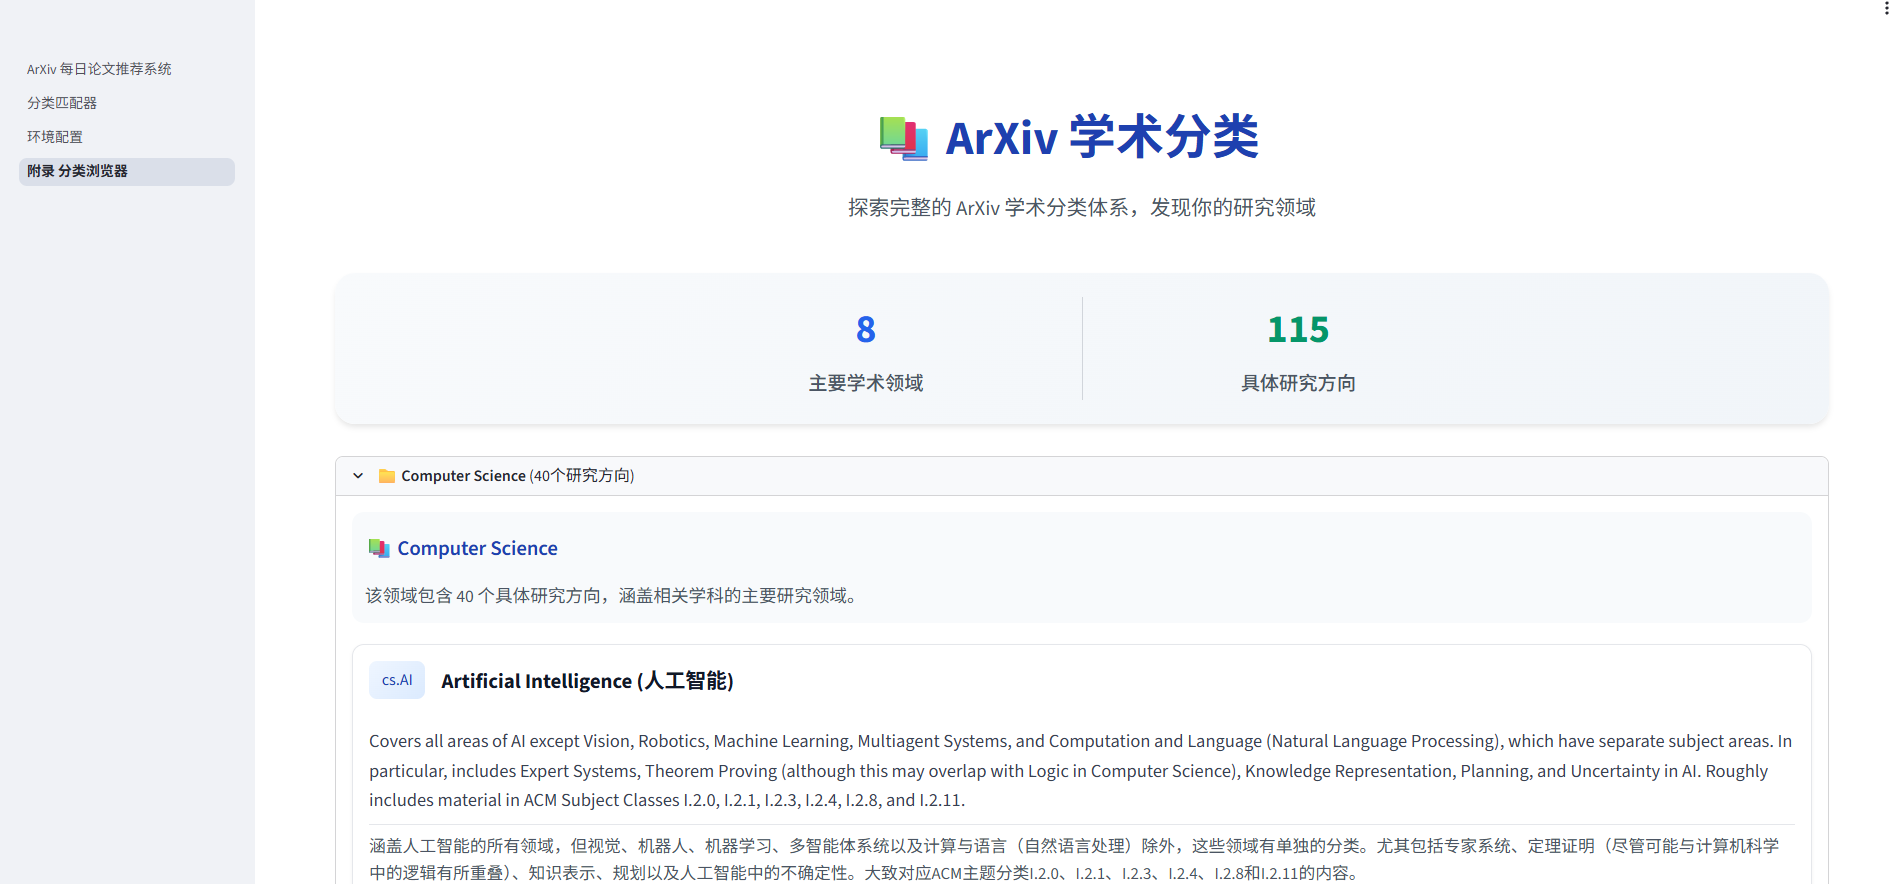 ArXiv 每日论文推荐系统
分类匹配器
环境配置
附录 分类浏览器
ArXiv 学术分类
探索完整的 ArXiv 学术分类体系，发现你的研究领域
8
主要学术领域
115
具体研究方向
Computer Science (40个研究方向)
Computer Science
该领域包含 40 个具体研究方向，涵盖相关学科的主要研究领域。
cs.AI
Artificial Intelligence (人工智能)
Covers all areas of AI except Vision, Robotics, Machine Learning, Multiagent Systems, and Computation and Language (Natural Language Processing), which have separate subject areas. In
particular, includes Expert Systems, Theorem Proving (although this may overlap with Logic in Computer Science), Knowledge Representation, Planning, and Uncertainty in AI. Roughly
includes material in ACM Subject Classes I.2.0, I.2.1, I.2.3, I.2.4, I.2.8, and I.2.11.
涵盖人工智能的所有领域，但视觉、机器人、机器学习、多智能体系统以及计算与语言（自然语言处理）除外，这些领域有单独的分类。尤其包括专家系统、定理证明（尽管可能与计算机科学
中的逻辑有所重叠）、知识表示、规划以及人工智能中的不确定性。大致对应ACM主题分类I.2.0、I.2.1、I.2.3、I.2.4、I.2.8和I.2.11的内容。